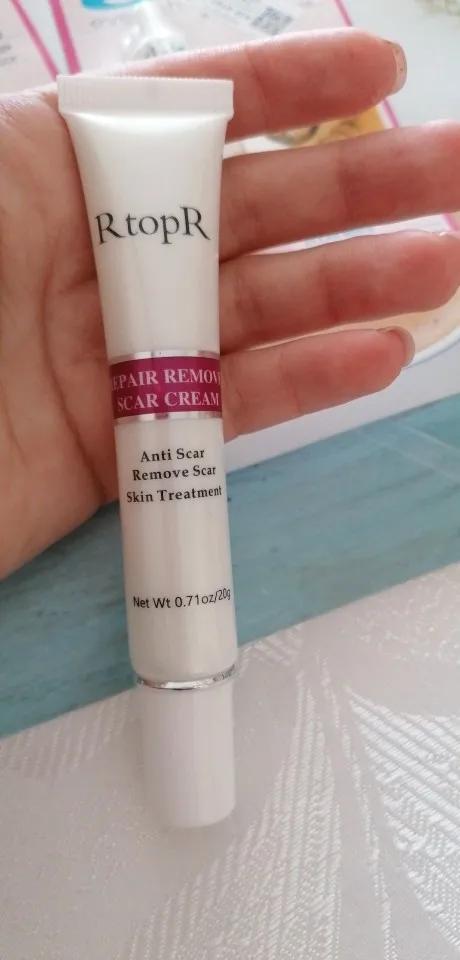 RtopR
EPAIR REMOV
SCAR CREAM
Anti Scar
Remove Scar
Skin Treatment
Net Wt 0.71oz/20g